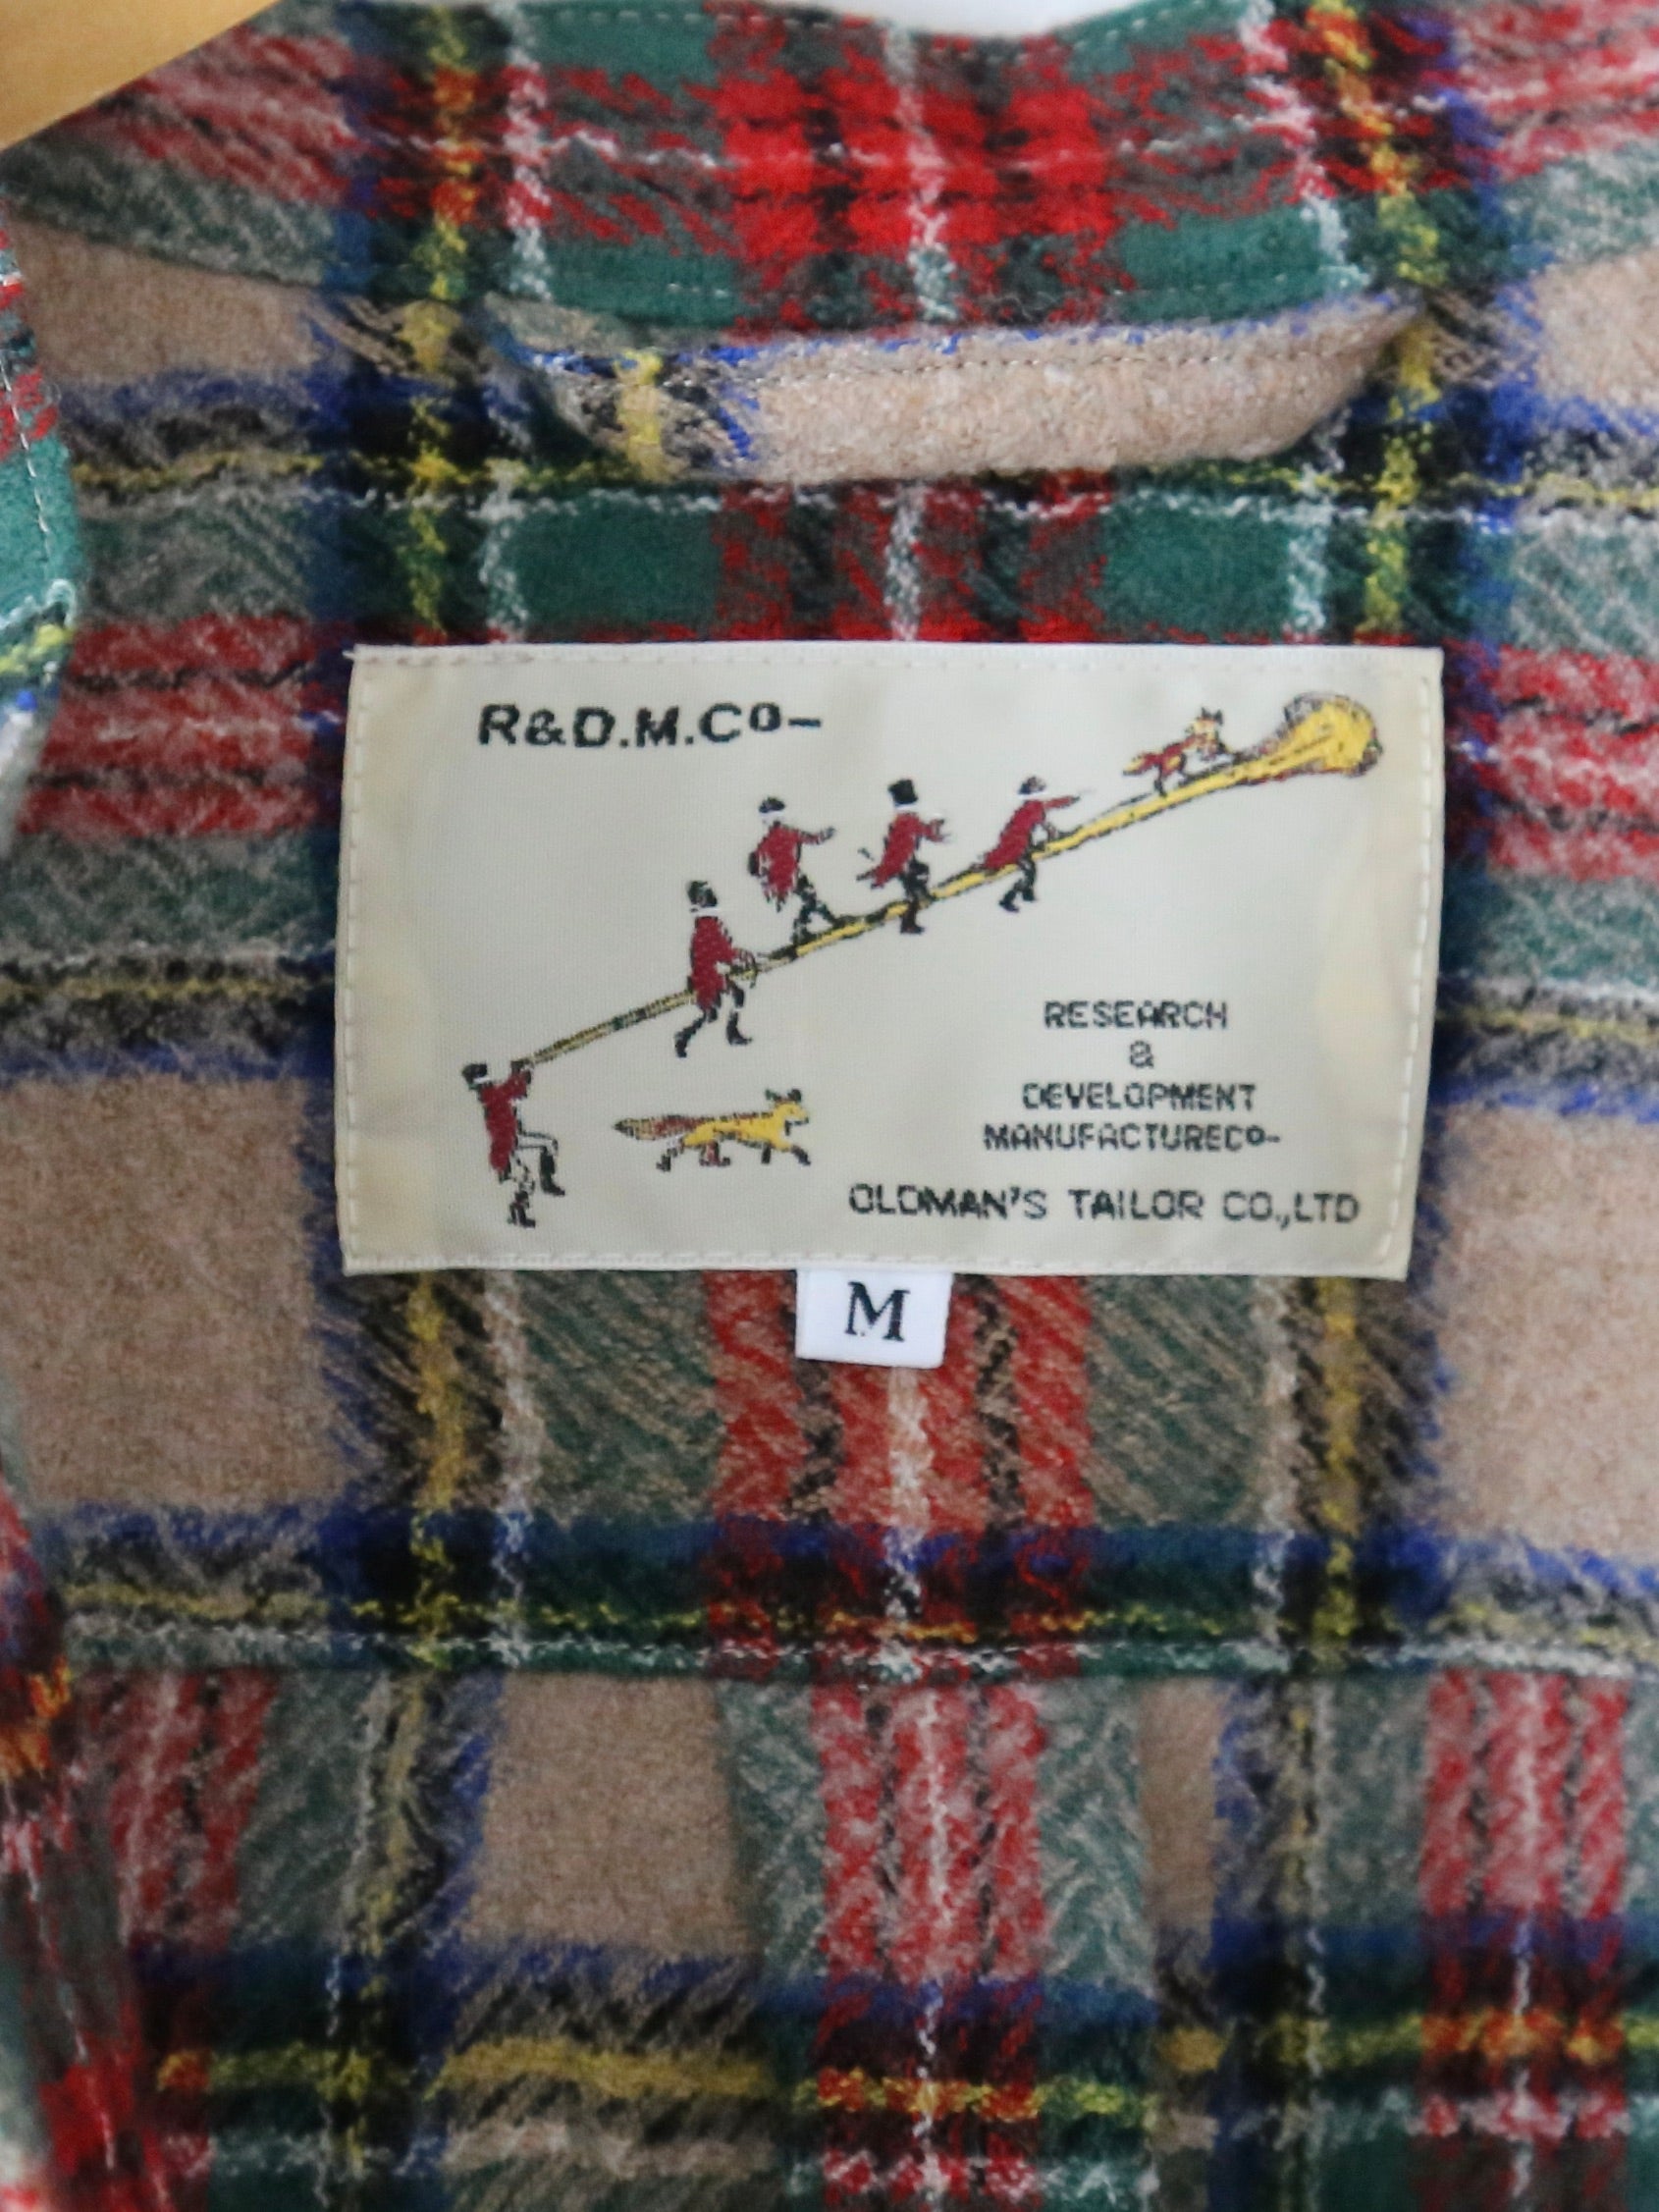 R&D.M.Co-
RESEARCH
&
DEVELOPMENT
MANUFACTURECo-
OLDMAN'S TAILOR CO.,LTD
M